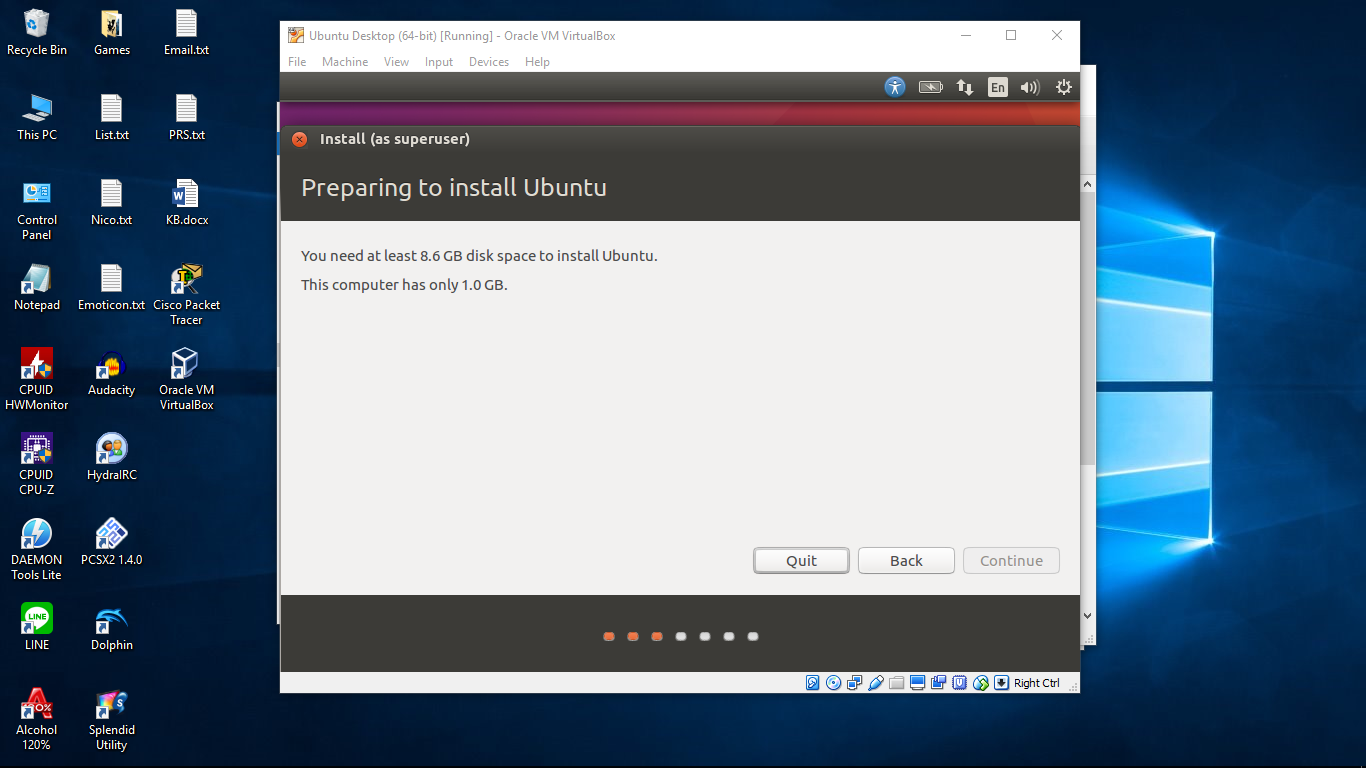 Recycle Bin
Games
Email.txt
This PC
List.txt
PRS.txt
Control
Panel
Nico.txt
KB.docx
Notepad
Emoticon.txt
Cisco Packet
Tracer
CPUID
HWMonitor
Audacity
Oracle VM
VirtualBox
CPUID
CPU-Z
HydraIRC
DAEMON
Tools Lite
PCSX2 1.4.0
LINE
LINE
Dolphin
Alcohol
120%
Splendid
Utility
Ubuntu Desktop (64-bit) [Running] - Oracle VM VirtualBox
File Machine View Input Devices Help
En
Install (as superuser)
Preparing to install Ubuntu
You need at least 8.6 GB disk space to install Ubuntu.
This computer has only 1.0 GB.
Quit Back Continue
Right Ctrl